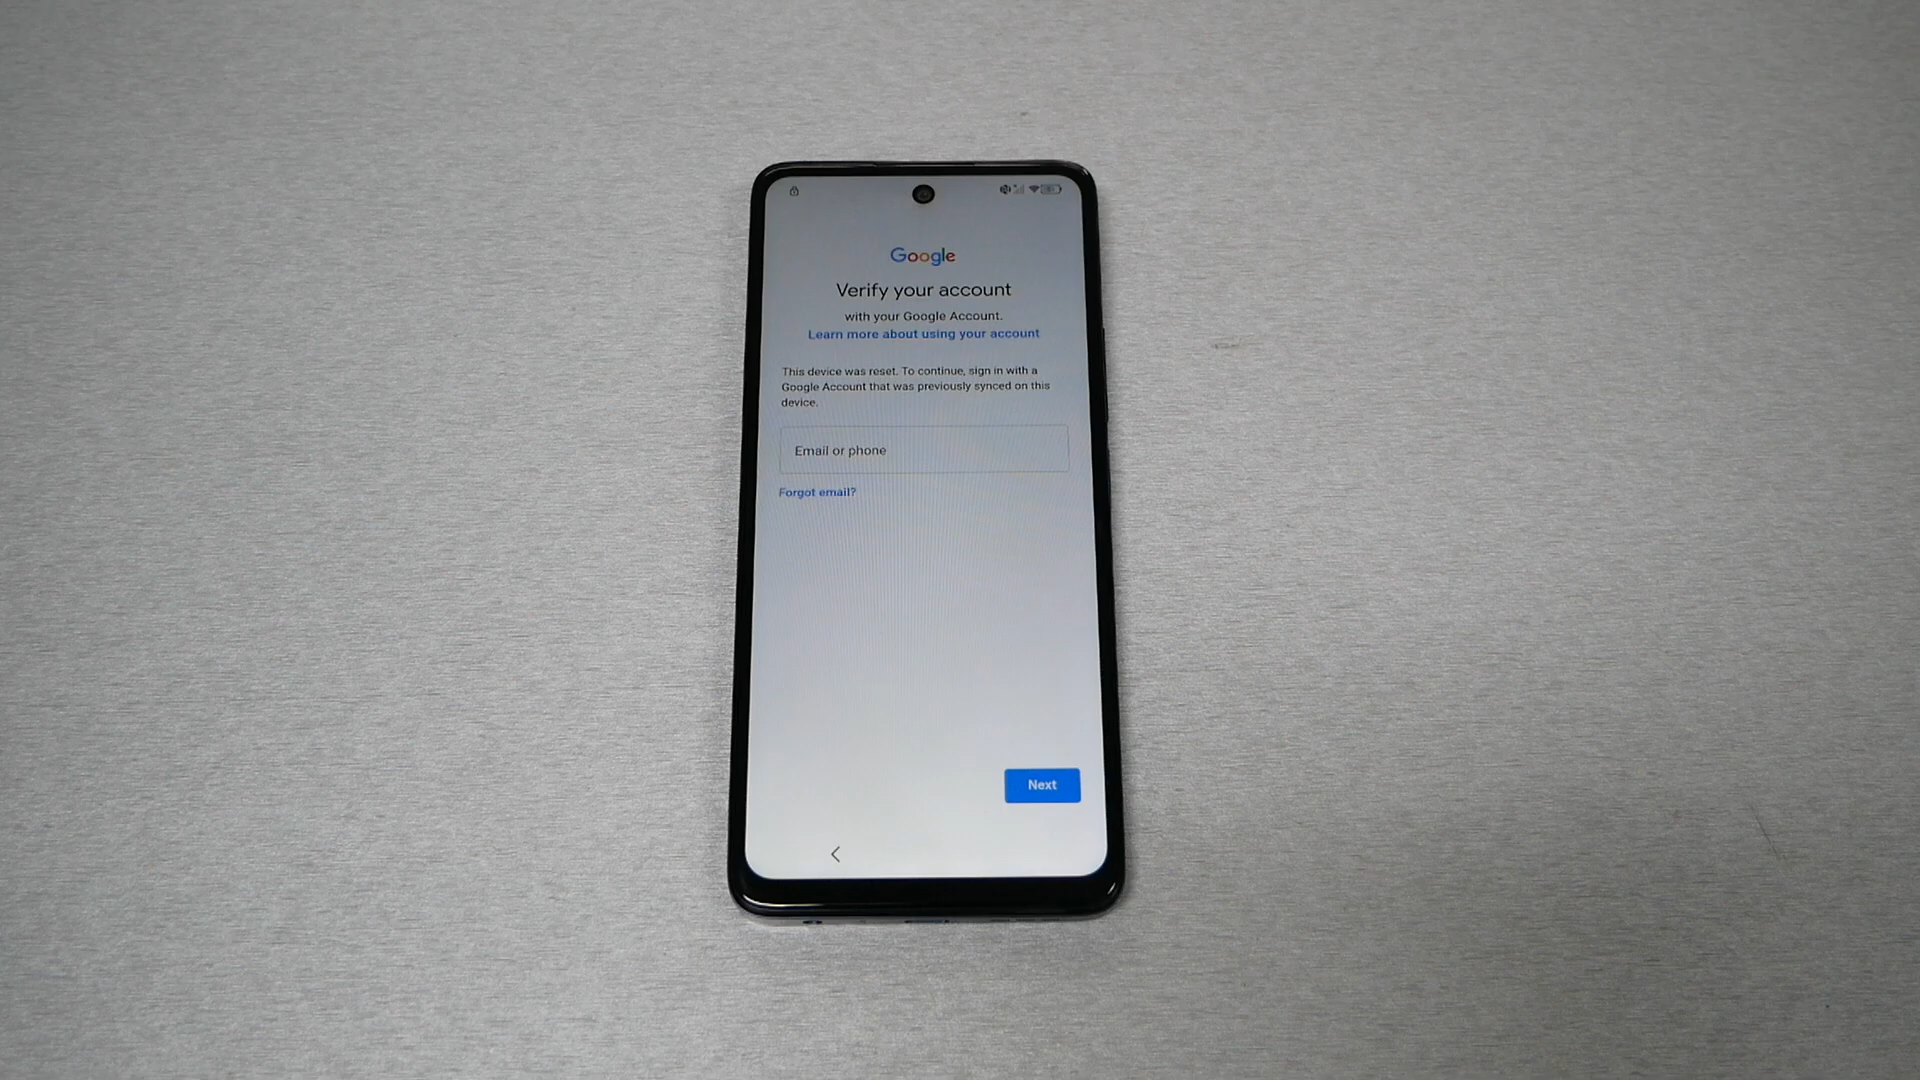 Google
Verify your account
with your Google Account.
Learn more about using your account
This device was reset. To continue, sign in with a
Google Account that was previously synced on this
device.
Email or phone
Forgot email?
Next